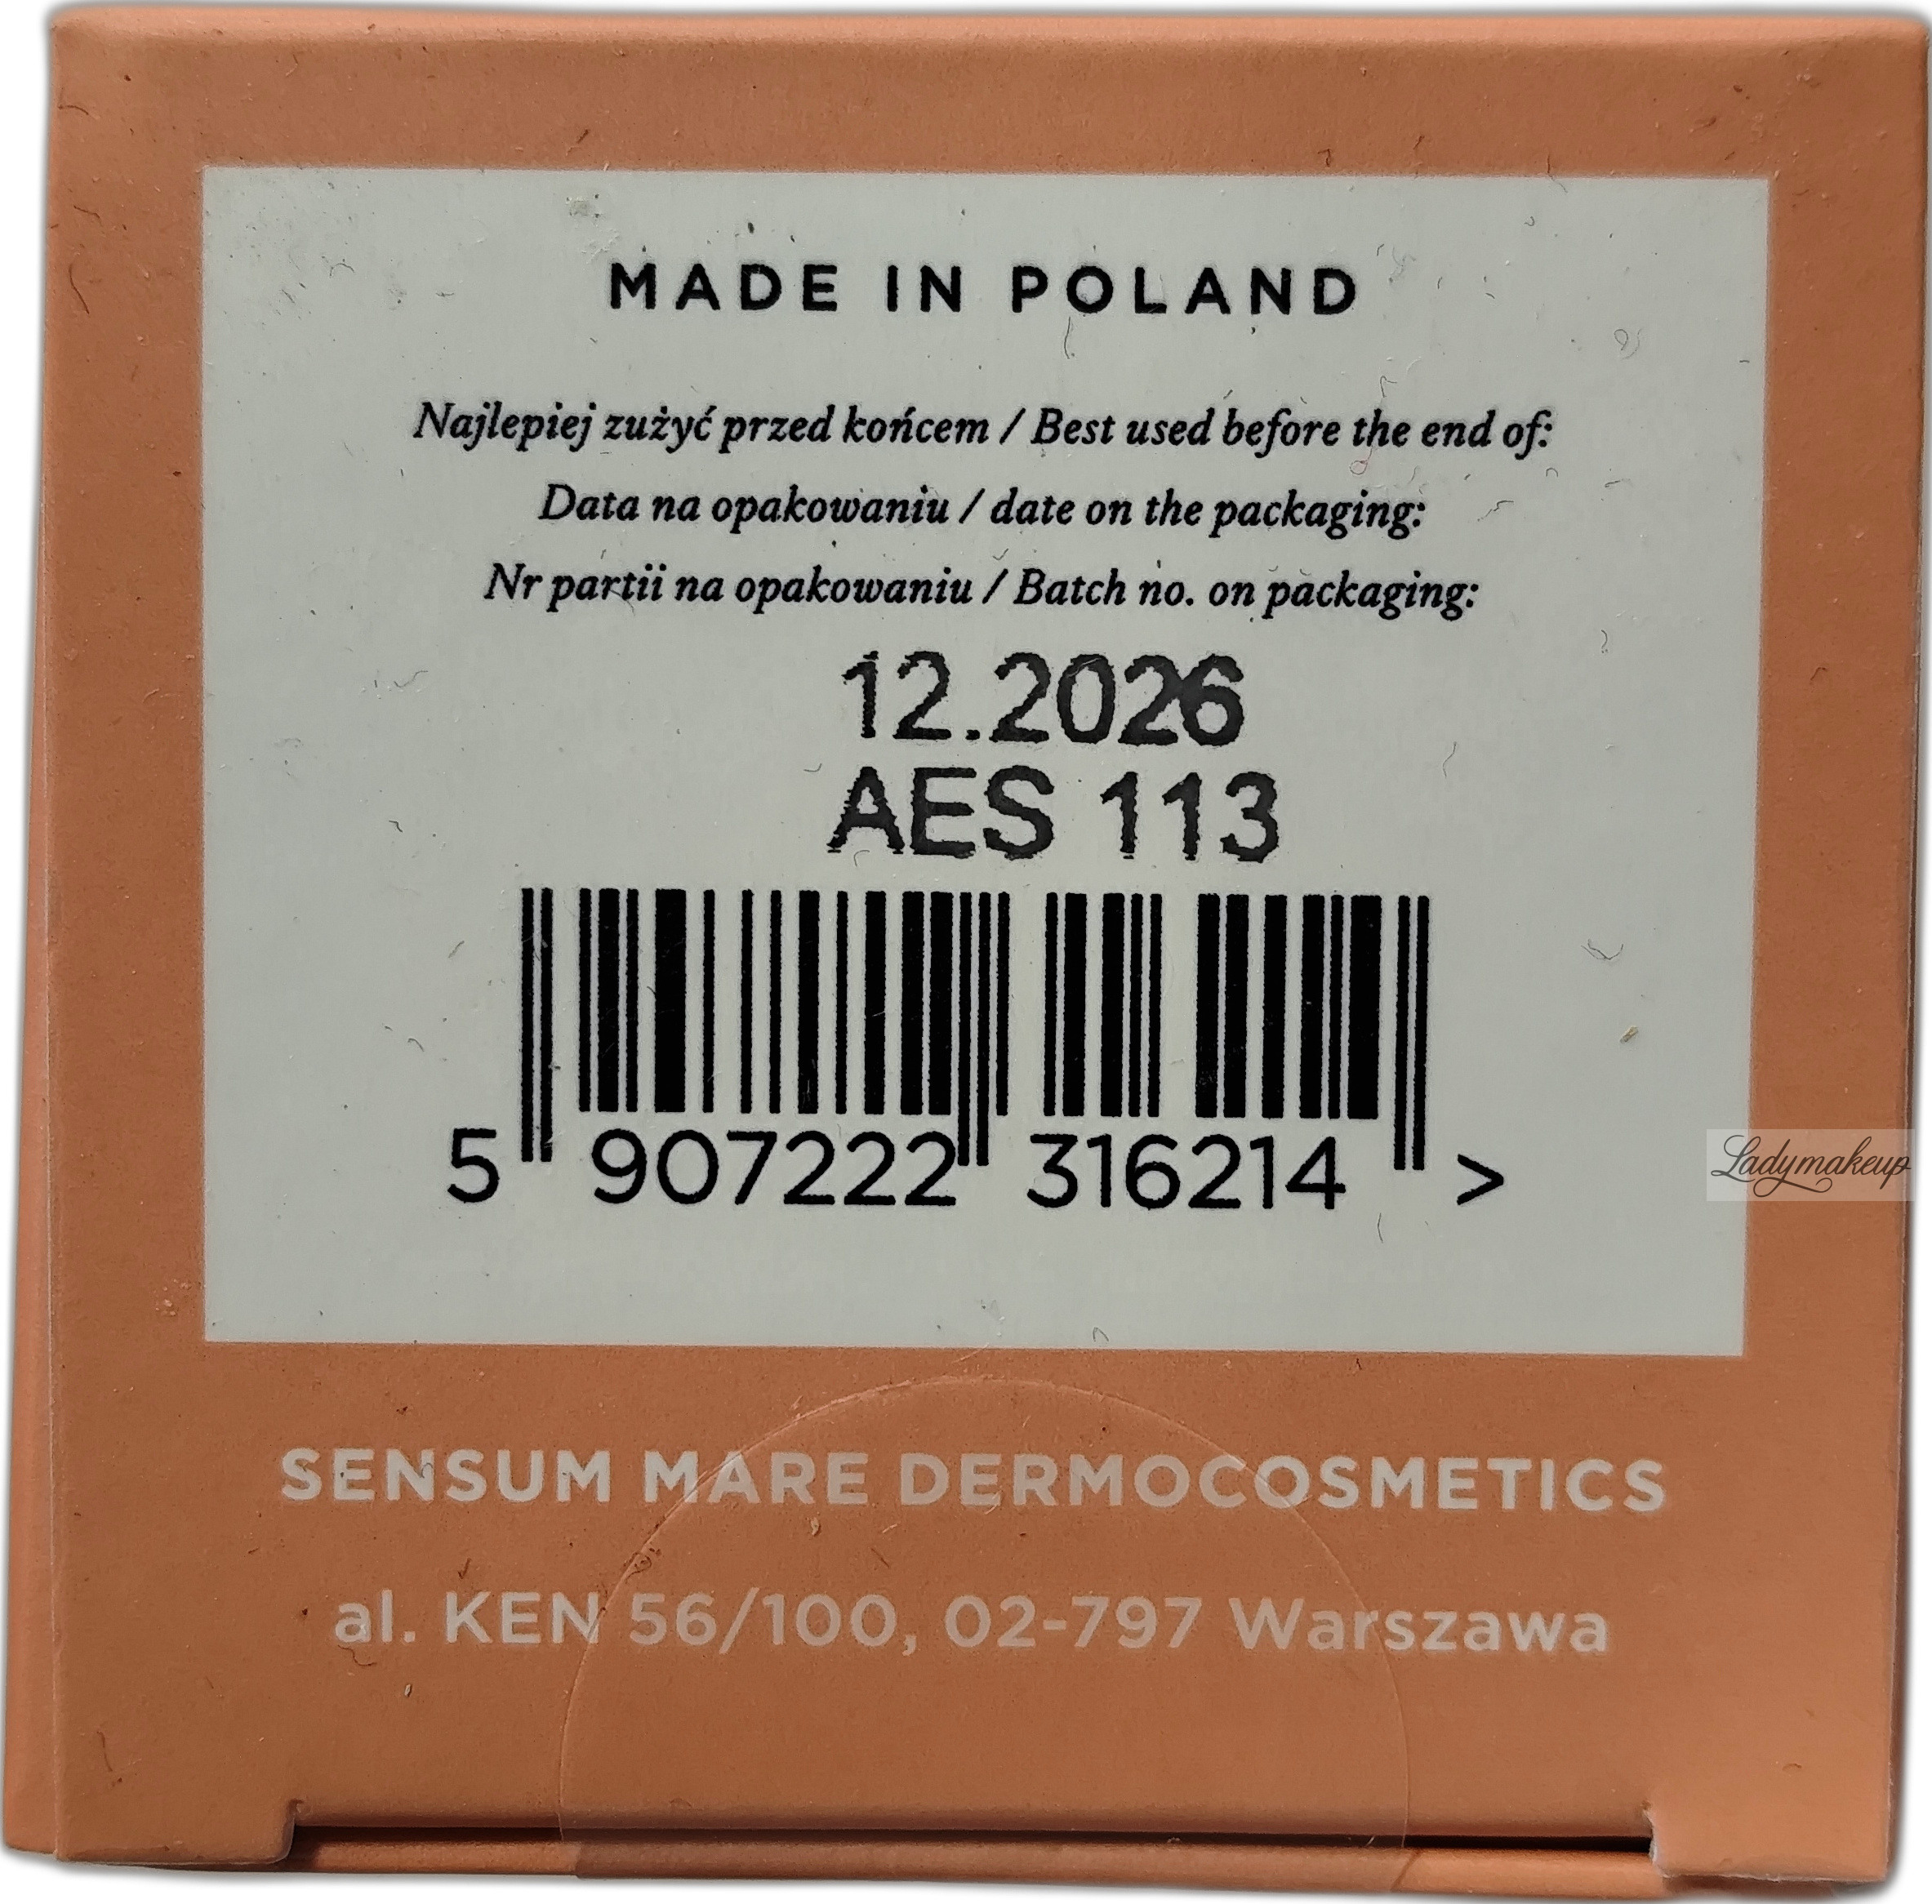 MADE IN POLAND
Najlepiej zużyć przed końcem / Best used before the end of:
Data na opakowaniu / date on the packaging:
Nr partii na opakowaniu / Batch no. on packaging:
12.2026
AES 113
5 907222 316214 >
Ladymakeup
SENSUM MARE DERMOCOSMETICS
al. KEN 56/100, 02-797 Warszawa